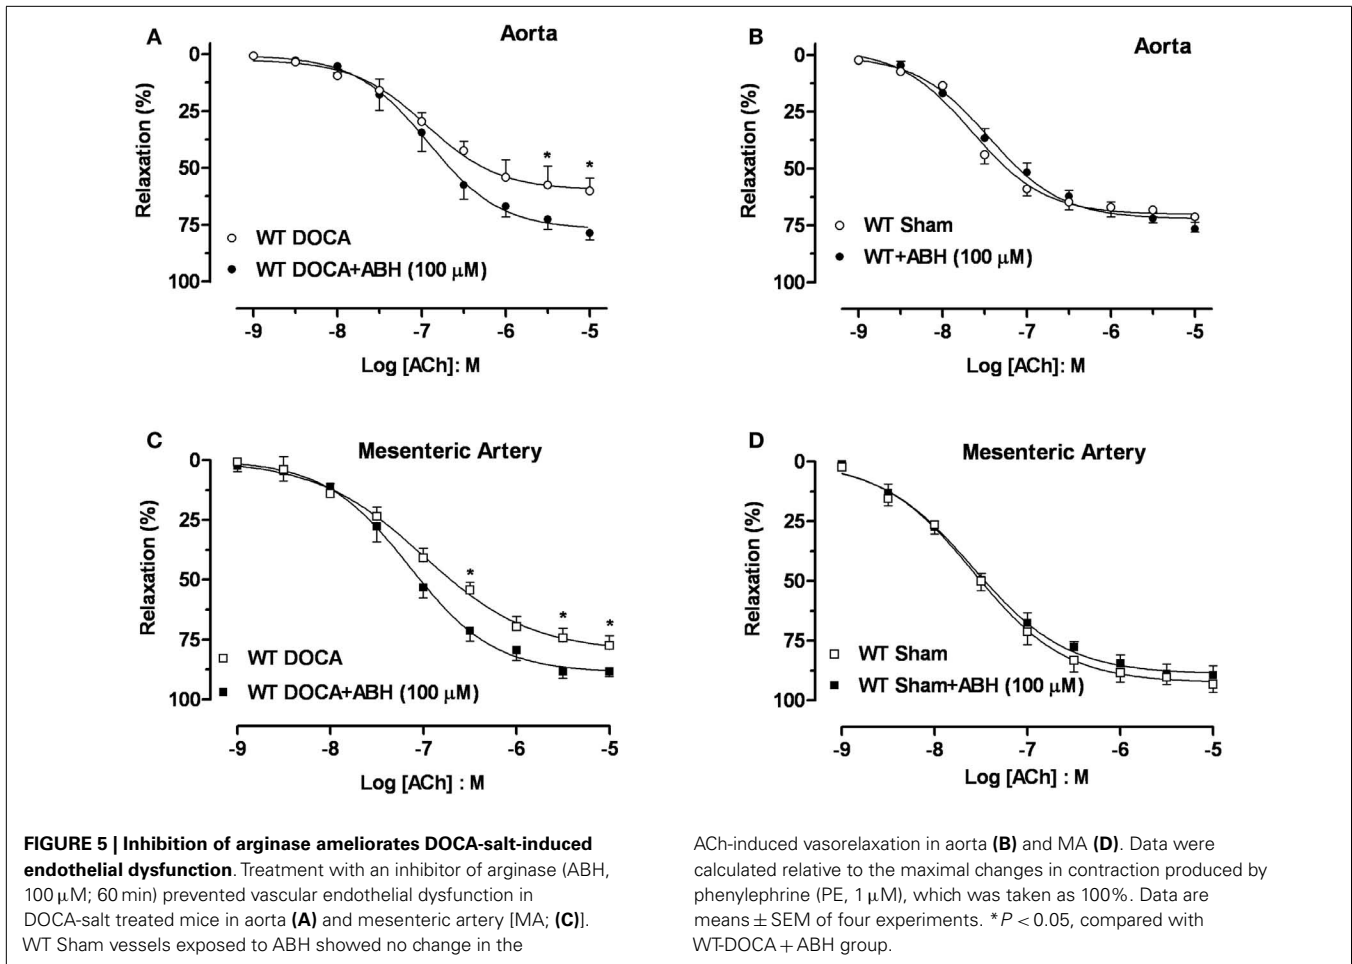 A
Aorta
0
25
50
75
100
Relaxation (%)
WT DOCA
WT DOCA+ABH (100 μM)
*
*
-9
-8
-7
-6
-5
Log [ACh]: M
B
Aorta
0
25
50
75
100
Relaxation (%)
WT Sham
WT+ABH (100 μM)
-9
-8
-7
-6
-5
Log [ACh]: M
C
Mesenteric Artery
0
25
50
75
100
Relaxation (%)
*
*
*
WT DOCA
WT DOCA+ABH (100 μM)
-9
-8
-7
-6
-5
Log [ACh] : M
D
Mesenteric Artery
0
25
50
75
100
Relaxation (%)
WT Sham
WT Sham+ABH (100 μM)
-9
-8
-7
-6
-5
Log [ACh] : M
FIGURE 5 | Inhibition of arginase ameliorates DOCA-salt-induced
endothelial dysfunction. Treatment with an inhibitor of arginase (ABH,
100 μM; 60 min) prevented vascular endothelial dysfunction in
DOCA-salt treated mice in aorta (A) and mesenteric artery [MA; (C)].
WT Sham vessels exposed to ABH showed no change in the
ACh-induced vasorelaxation in aorta (B) and MA (D). Data were
calculated relative to the maximal changes in contraction produced by
phenylephrine (PE, 1 μM), which was taken as 100%. Data are
means ± SEM of four experiments. *P < 0.05, compared with
WT-DOCA + ABH group.